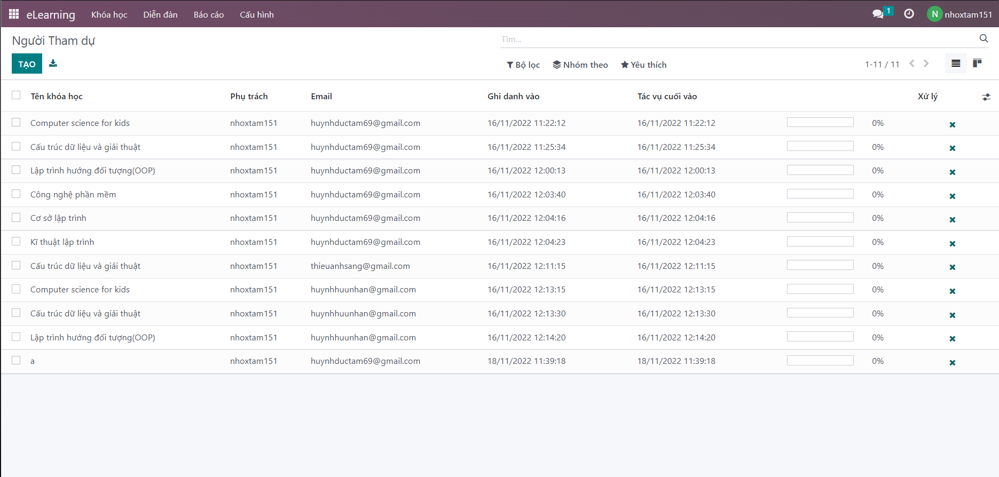 eLearning Khóa học Diễn đàn Báo cáo Cấu hình 1 N nhoxtam151
Người Tham dự Tìm...
TẠO Bộ lọc Nhóm theo Yêu thích 1-11 / 11
Tên khóa học Phụ trách Email Ghi danh vào Tác vụ cuối vào Xử lý
Computer science for kids nhoxtam151 huynhductam69@gmail.com 16/11/2022 11:22:12 16/11/2022 11:22:12 0%
Cấu trúc dữ liệu và giải thuật nhoxtam151 huynhductam69@gmail.com 16/11/2022 11:25:34 16/11/2022 11:25:34 0%
Lập trình hướng đối tượng(OOP) nhoxtam151 huynhductam69@gmail.com 16/11/2022 12:00:13 16/11/2022 12:00:13 0%
Công nghệ phần mềm nhoxtam151 huynhductam69@gmail.com 16/11/2022 12:03:40 16/11/2022 12:03:40 0%
Cơ sở lập trình nhoxtam151 huynhductam69@gmail.com 16/11/2022 12:04:16 16/11/2022 12:04:16 0%
Kĩ thuật lập trình nhoxtam151 huynhductam69@gmail.com 16/11/2022 12:04:23 16/11/2022 12:04:23 0%
Cấu trúc dữ liệu và giải thuật nhoxtam151 thieuanhsang@gmail.com 16/11/2022 12:11:15 16/11/2022 12:11:15 0%
Computer science for kids nhoxtam151 huynhhuunhan@gmail.com 16/11/2022 12:13:15 16/11/2022 12:13:15 0%
Cấu trúc dữ liệu và giải thuật nhoxtam151 huynhhuunhan@gmail.com 16/11/2022 12:13:30 16/11/2022 12:13:30 0%
Lập trình hướng đối tượng(OOP) nhoxtam151 huynhhuunhan@gmail.com 16/11/2022 12:14:20 16/11/2022 12:14:20 0%
a nhoxtam151 huynhductam69@gmail.com 18/11/2022 11:39:18 18/11/2022 11:39:18 0%